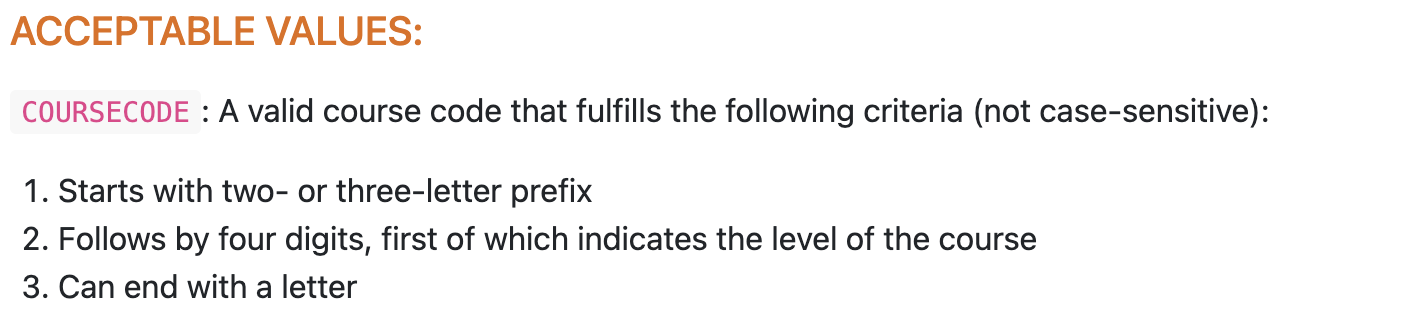 ACCEPTABLE VALUES:
COURSECODE : A valid course code that fulfills the following criteria (not case-sensitive):
1. Starts with two- or three-letter prefix
2. Follows by four digits, first of which indicates the level of the course
3. Can end with a letter